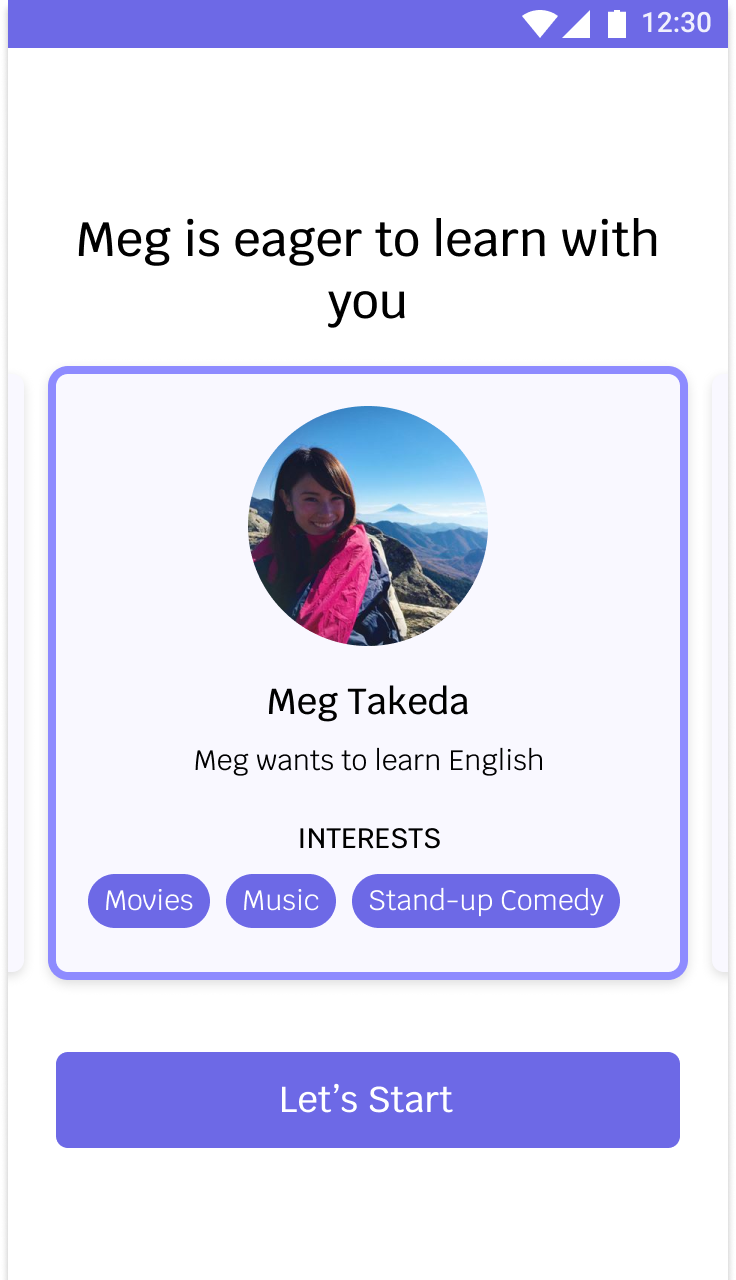 12:30
Meg is eager to learn with
you
Meg Takeda
Meg wants to learn English
INTERESTS
Movies Music Stand-up Comedy
Let’s Start